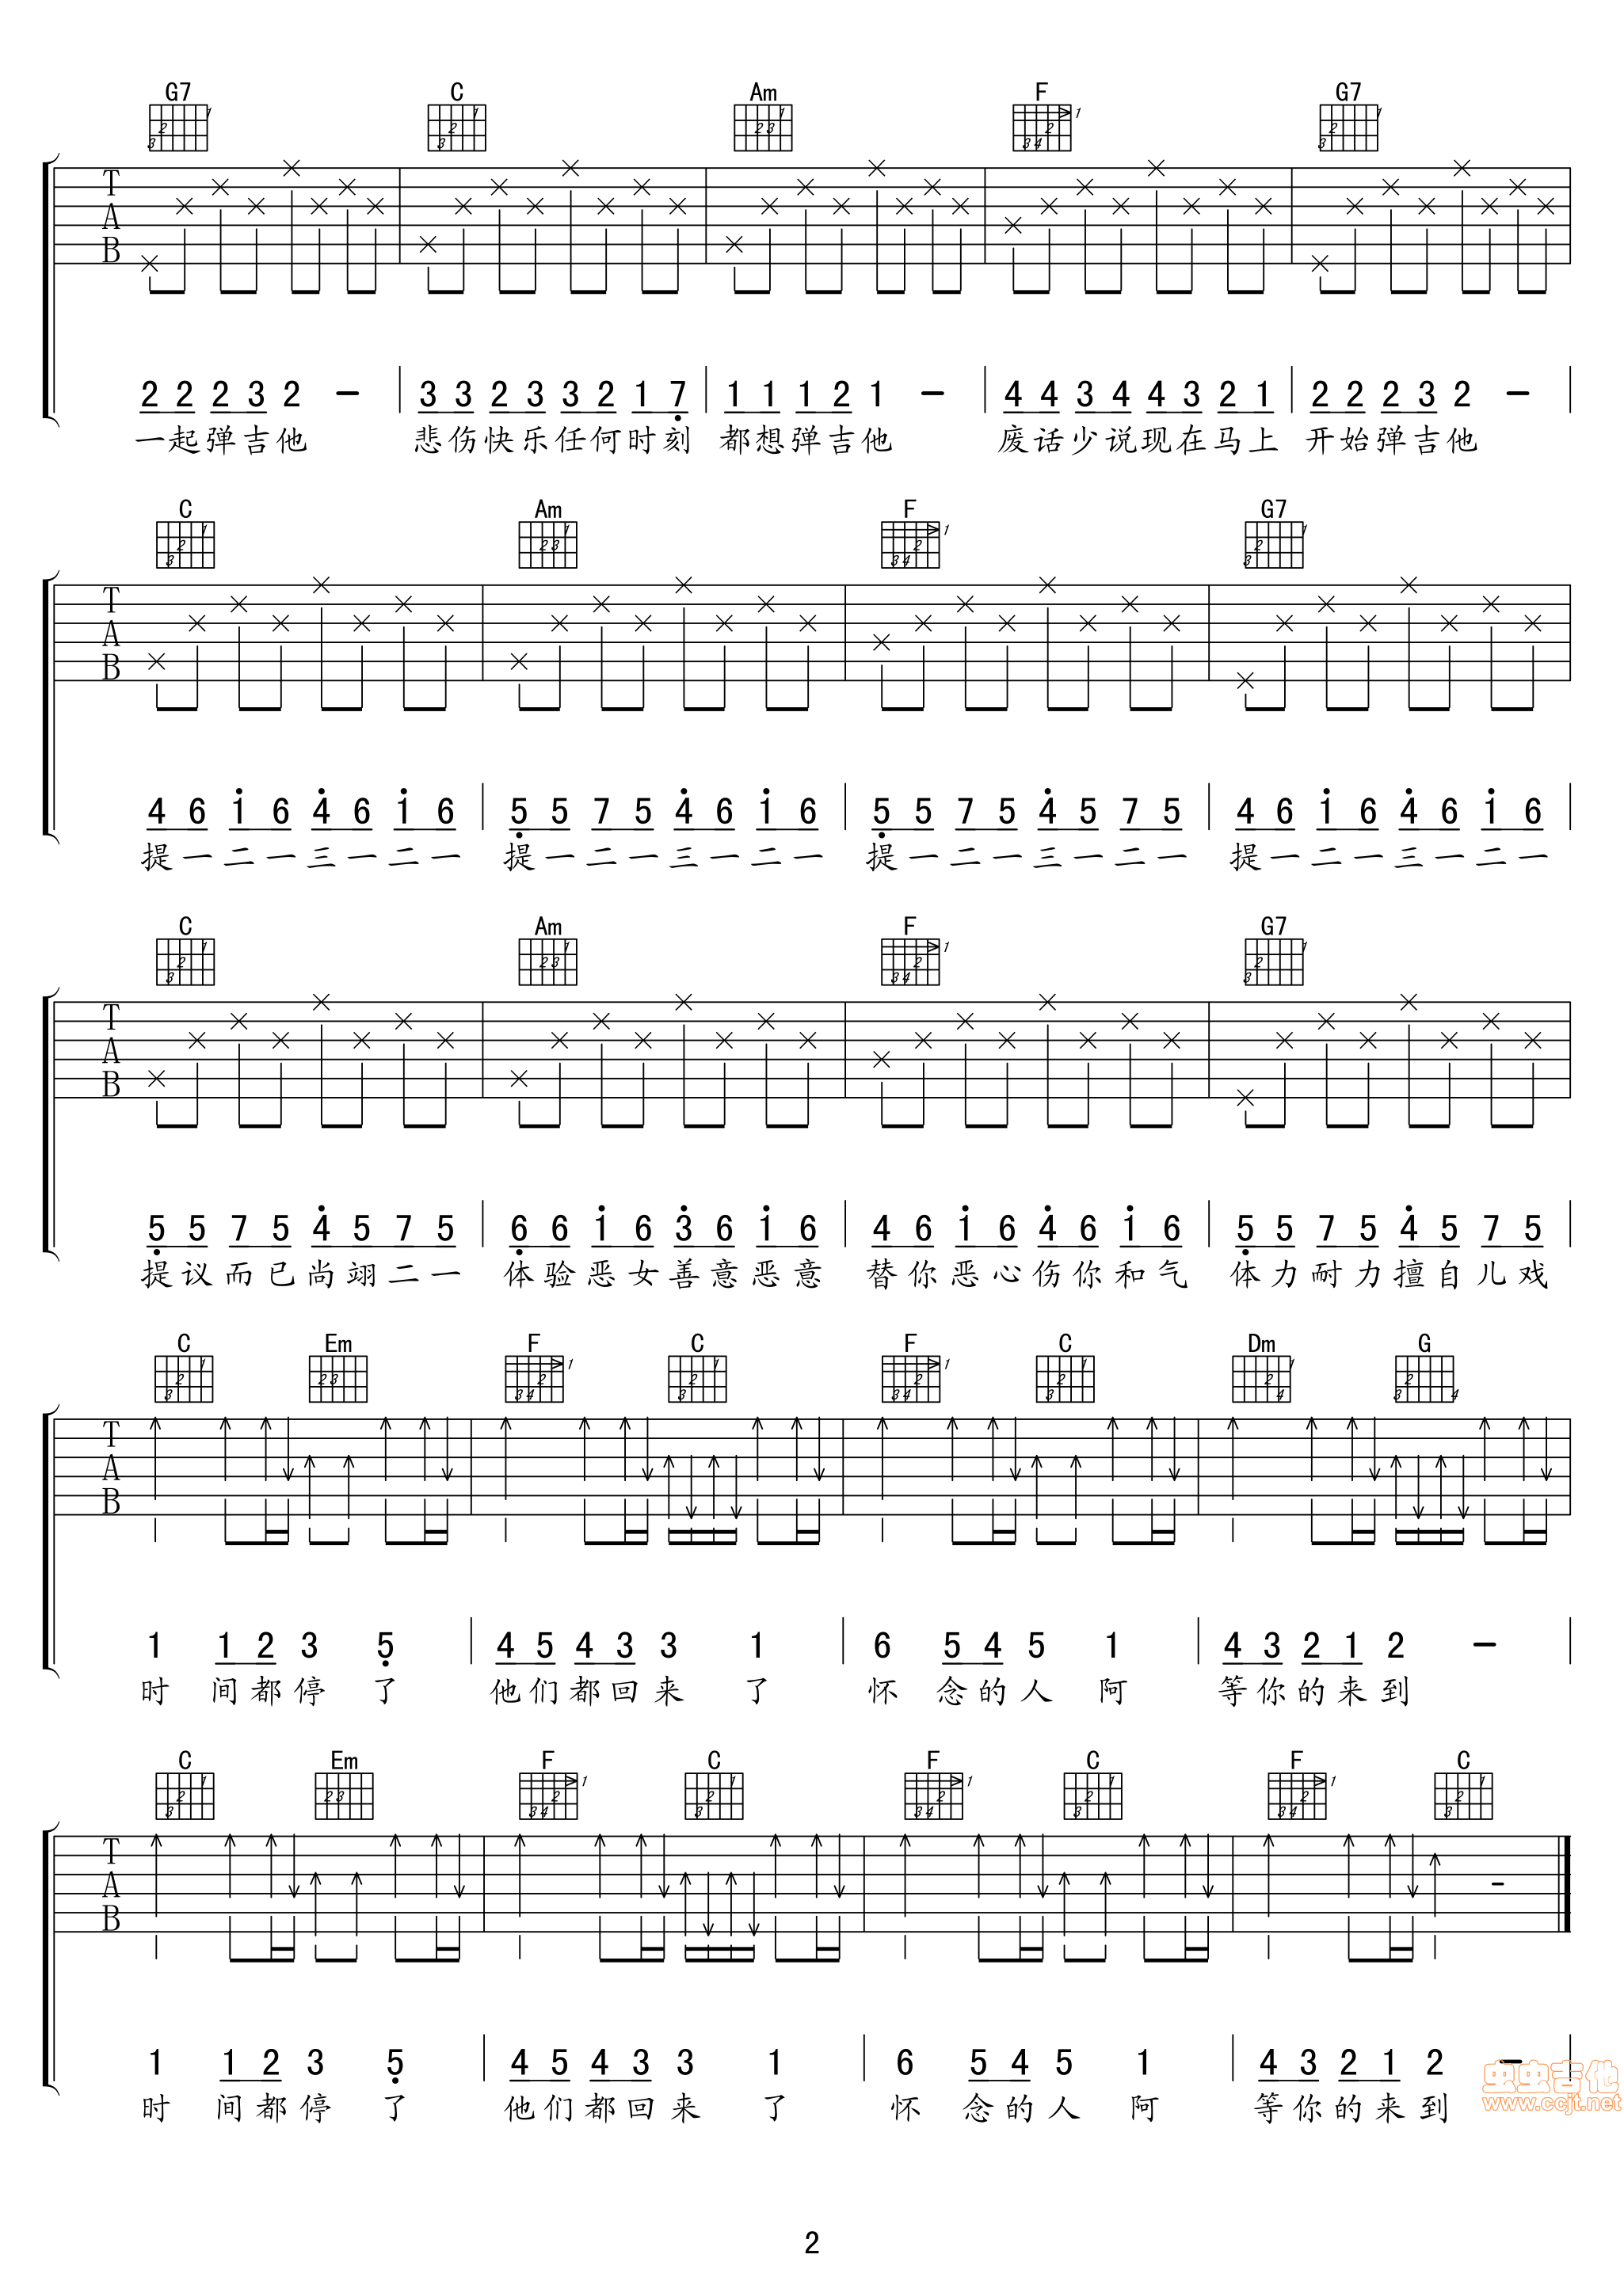 G7 C Am F G7
T
A
B
2 2 2 3 2 - 3 3 2 3 3 2 1 7 1 1 1 2 1 - 4 4 3 4 4 3 2 1 2 2 2 3 2 -
一起弹吉他 悲伤快乐任何时刻 都想弹吉他 废话少说现在马上 开始弹吉他
C Am F G7
T
A
B
4 6 1 6 4 6 1 6 5 5 7 5 4 6 1 6 5 5 7 5 4 5 7 5 4 6 1 6 4 6 1 6
提一二一三一二一 提一二一三一二一 提一二一三一二一 提一二一三一二一
C Am F G7
T
A
B
5 5 7 5 4 5 7 5 6 6 1 6 3 6 1 6 4 6 1 6 4 6 1 6 5 5 7 5 4 5 7 5
提议而已尚翊二一 体验恶女善意恶意 替你恶心伤你和气 体力耐力擅自儿戏
C Em F C F C Dm G
T
A
B
1 1 2 3 5 4 5 4 3 3 1 6 5 4 5 1 4 3 2 1 2 -
时 间都停 了 他们都回来 了 怀 念的人 阿 等你的来到
C Em F C F C F C
T
A
B
1 1 2 3 5 4 5 4 3 3 1 6 5 4 5 1 4 3 2 1 2 -
时 间都停 了 他们都回来 了 怀 念的人 阿 等你的来到
虫虫吉他
www.ccjt.net
2